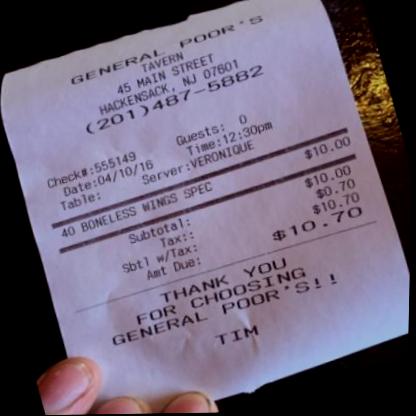 GENERAL POOR'S
TAVERN
45 MAIN STREET
HACKENSACK, NJ 07601
(201)487-5882
Guests: 0
Check#:555149
Time:12:30pm
Date:04/10/16
Server:VERONIQUE
Table:
40 BONELESS WINGS SPEC $10.00
Subtotal: $10.00
Tax:: $0.70
Sbtl w/Tax: $10.70
Amt Due: $10.70
THANK YOU
FOR CHOOSING
GENERAL POOR'S!!
TIM